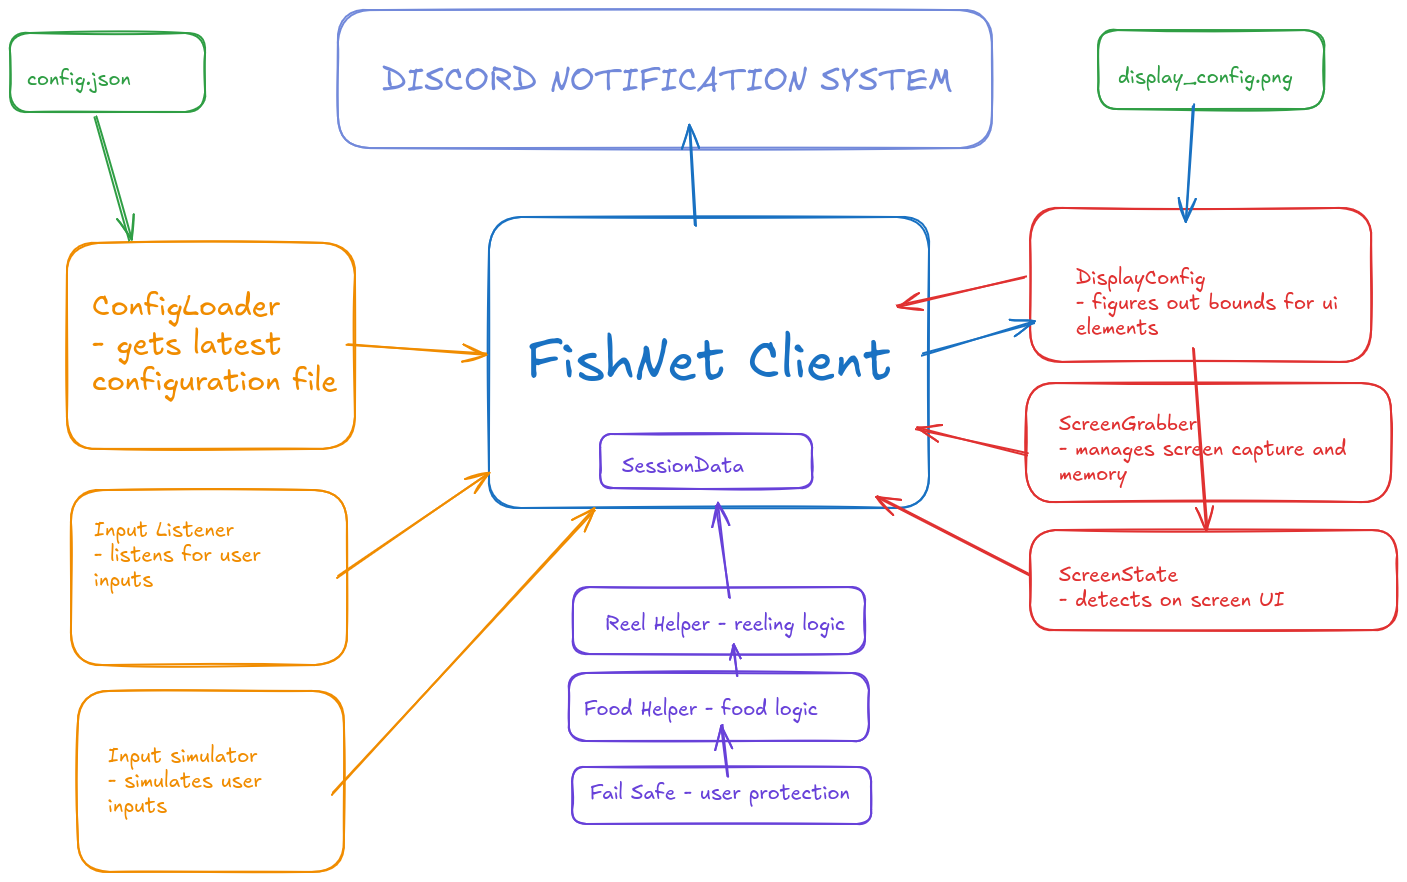 config.json
DISCORD NOTIFICATION SYSTEM
display_config.png
ConfigLoader
- gets latest
configuration file
FishNet Client
DisplayConfig
- figures out bounds for ui
elements
ScreenGrabber
- manages screen capture and
memory
SessionData
Input Listener
- listens for user
inputs
ScreenState
- detects on screen UI
Reel Helper - reeling logic
Food Helper - food logic
Input simulator
- simulates user
inputs
Fail Safe - user protection